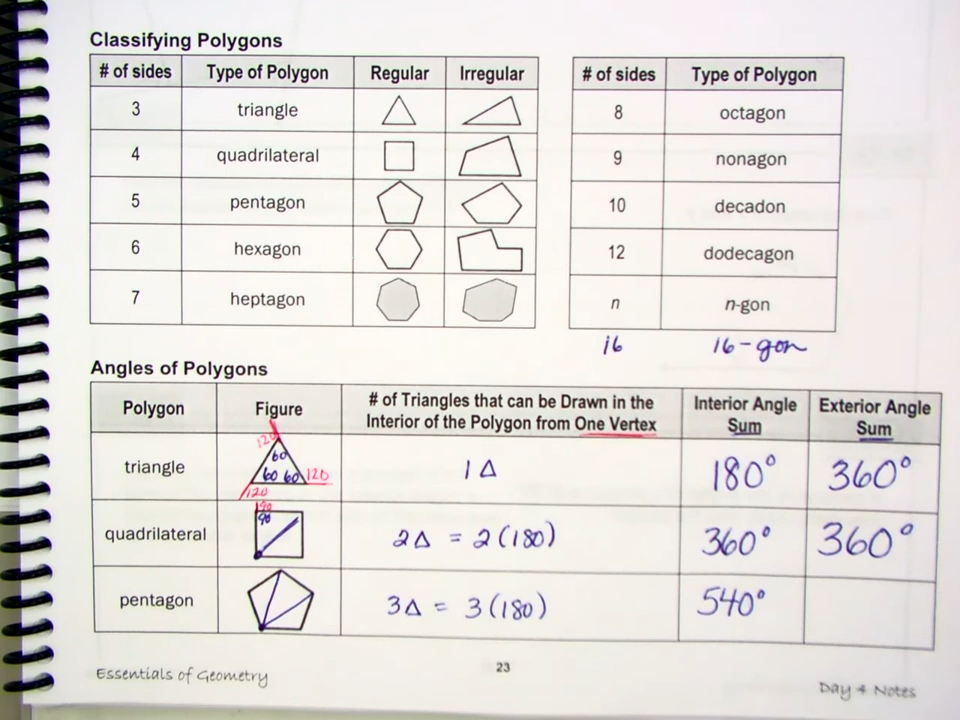 Classifying Polygons
# of sides Type of Polygon Regular Irregular
3 triangle
4 quadrilateral
5 pentagon
6 hexagon
7 heptagon
# of sides Type of Polygon
8 octagon
9 nonagon
10 decadon
12 dodecagon
n n-gon
16 16-gon
Angles of Polygons
Polygon Figure # of Triangles that can be Drawn in the Interior of the Polygon from One Vertex Interior Angle Sum Exterior Angle Sum
120
60
triangle 60 60 120 1 Δ 180° 360°
120
90
90
quadrilateral 2Δ = 2(180) 360° 360°
pentagon 3Δ = 3(180) 540°
Essentials of Geometry 23 Day 4 Notes